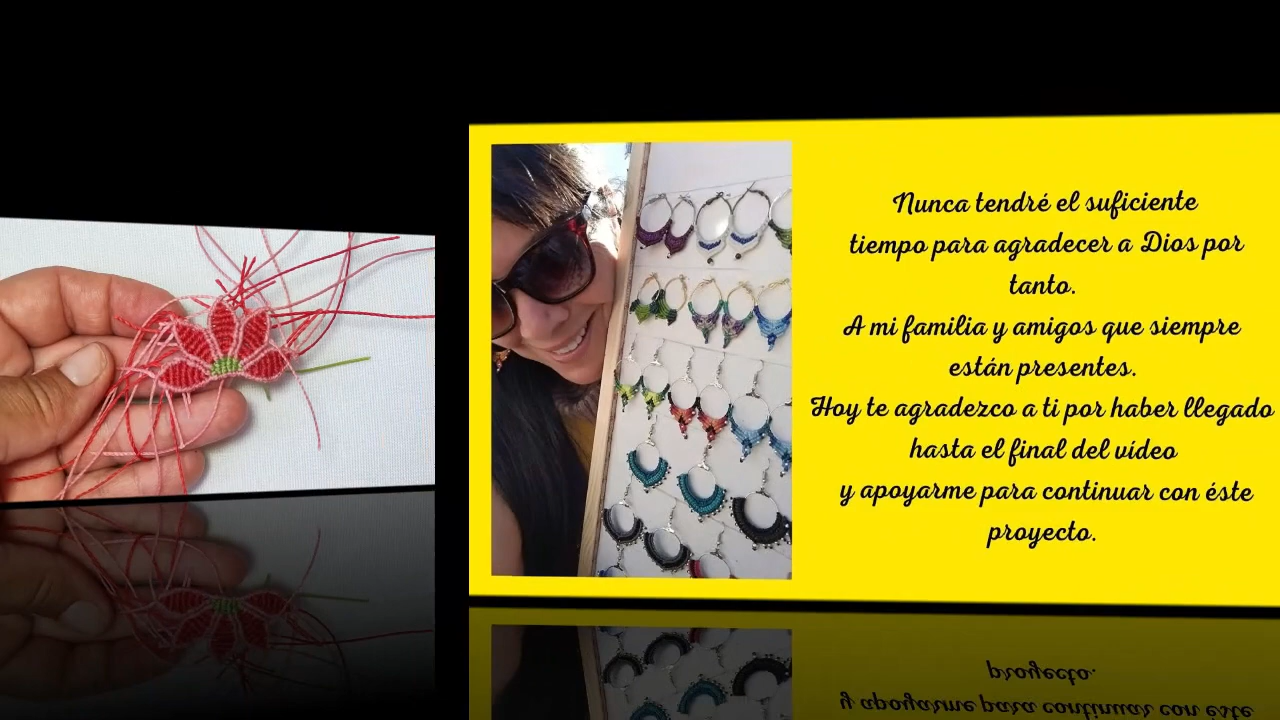 Nunca tendré el suficiente
tiempo para agradecer a Dios por
tanto.
A mi familia y amigos que siempre
están presentes.
Hoy te agradezco a ti por haber llegado
hasta el final del vídeo
y apoyarme para continuar con éste
proyecto.